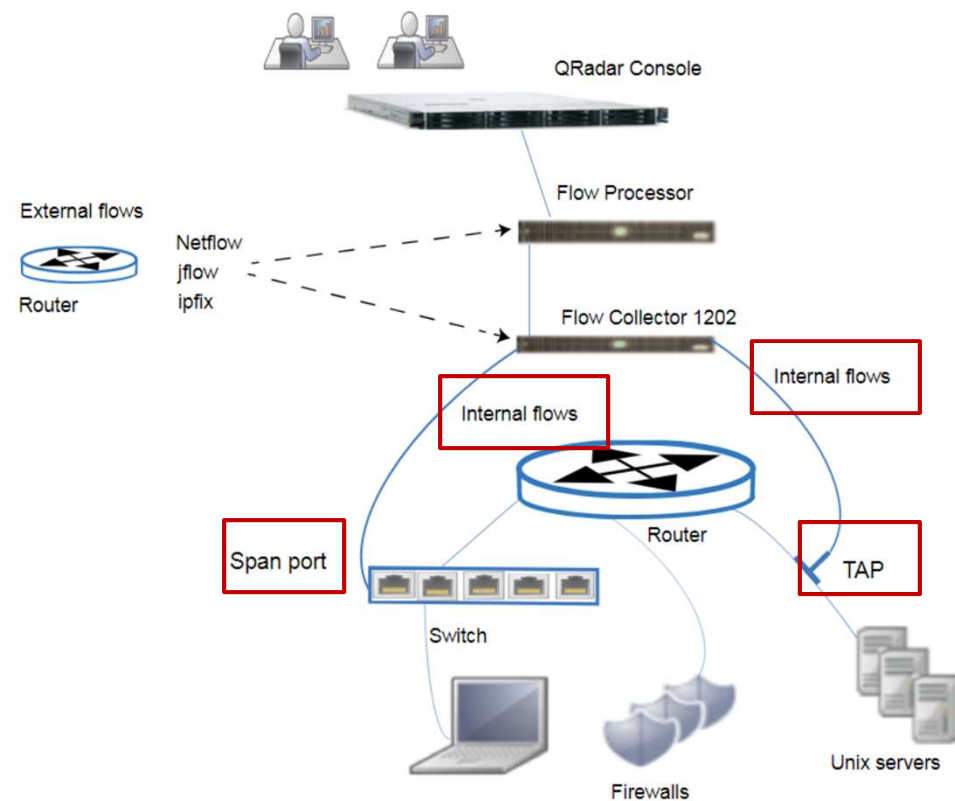 QRadar Console
Flow Processor
External flows
Netflow
jflow
ipfix
Router
Flow Collector 1202
Internal flows
Internal flows
Router
Span port
TAP
Switch
Unix servers
Firewalls